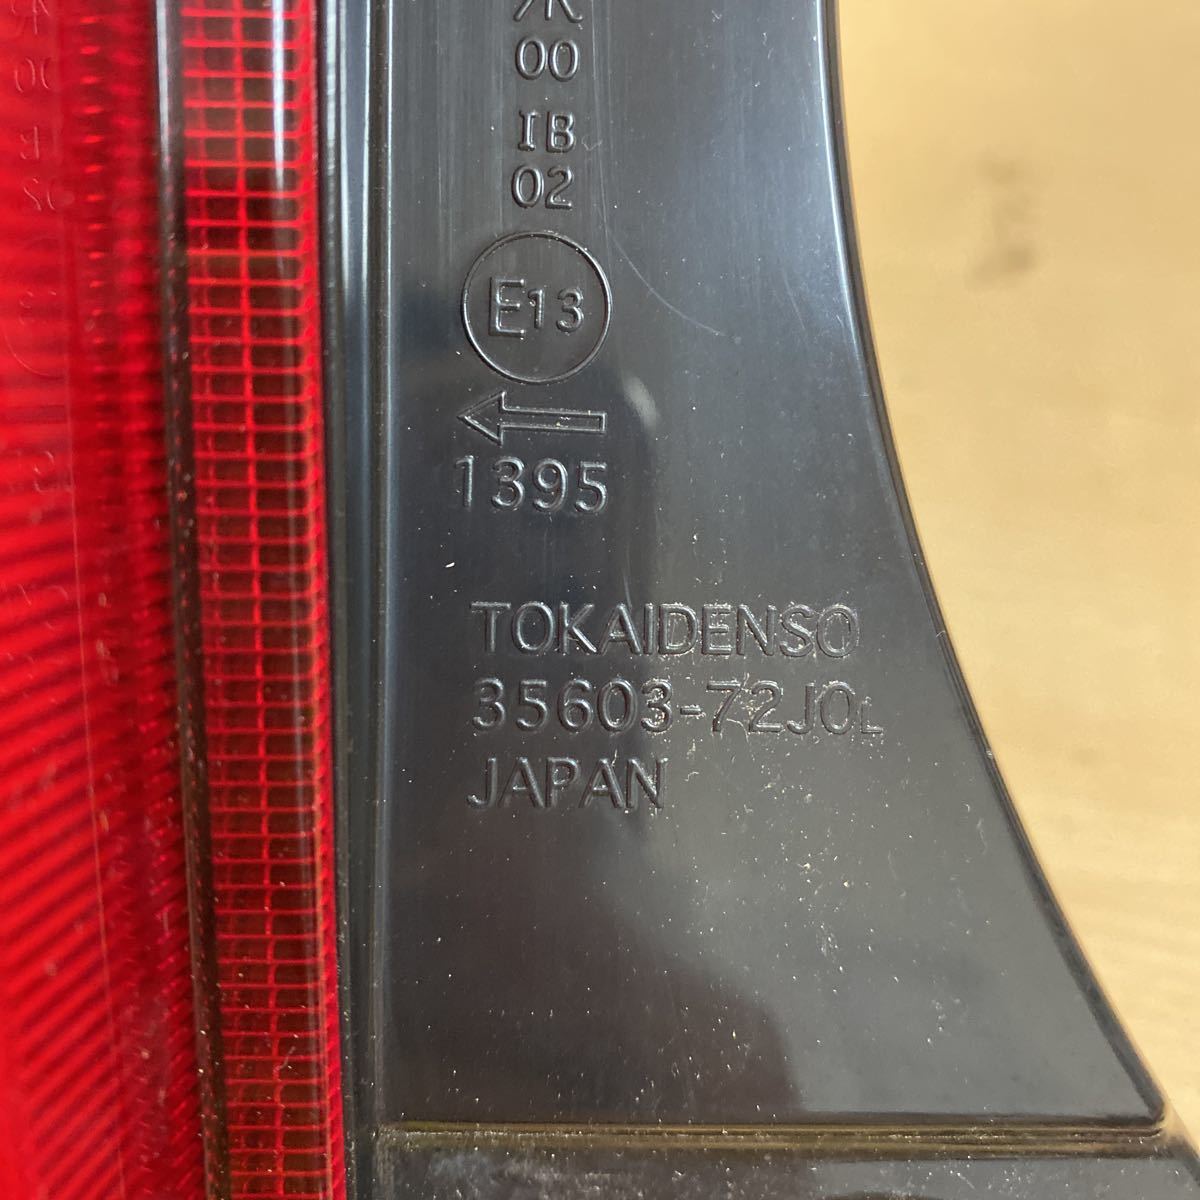 00
IB
02
E13
1395
TOKAIDENSO
35603-72J0L
JAPAN